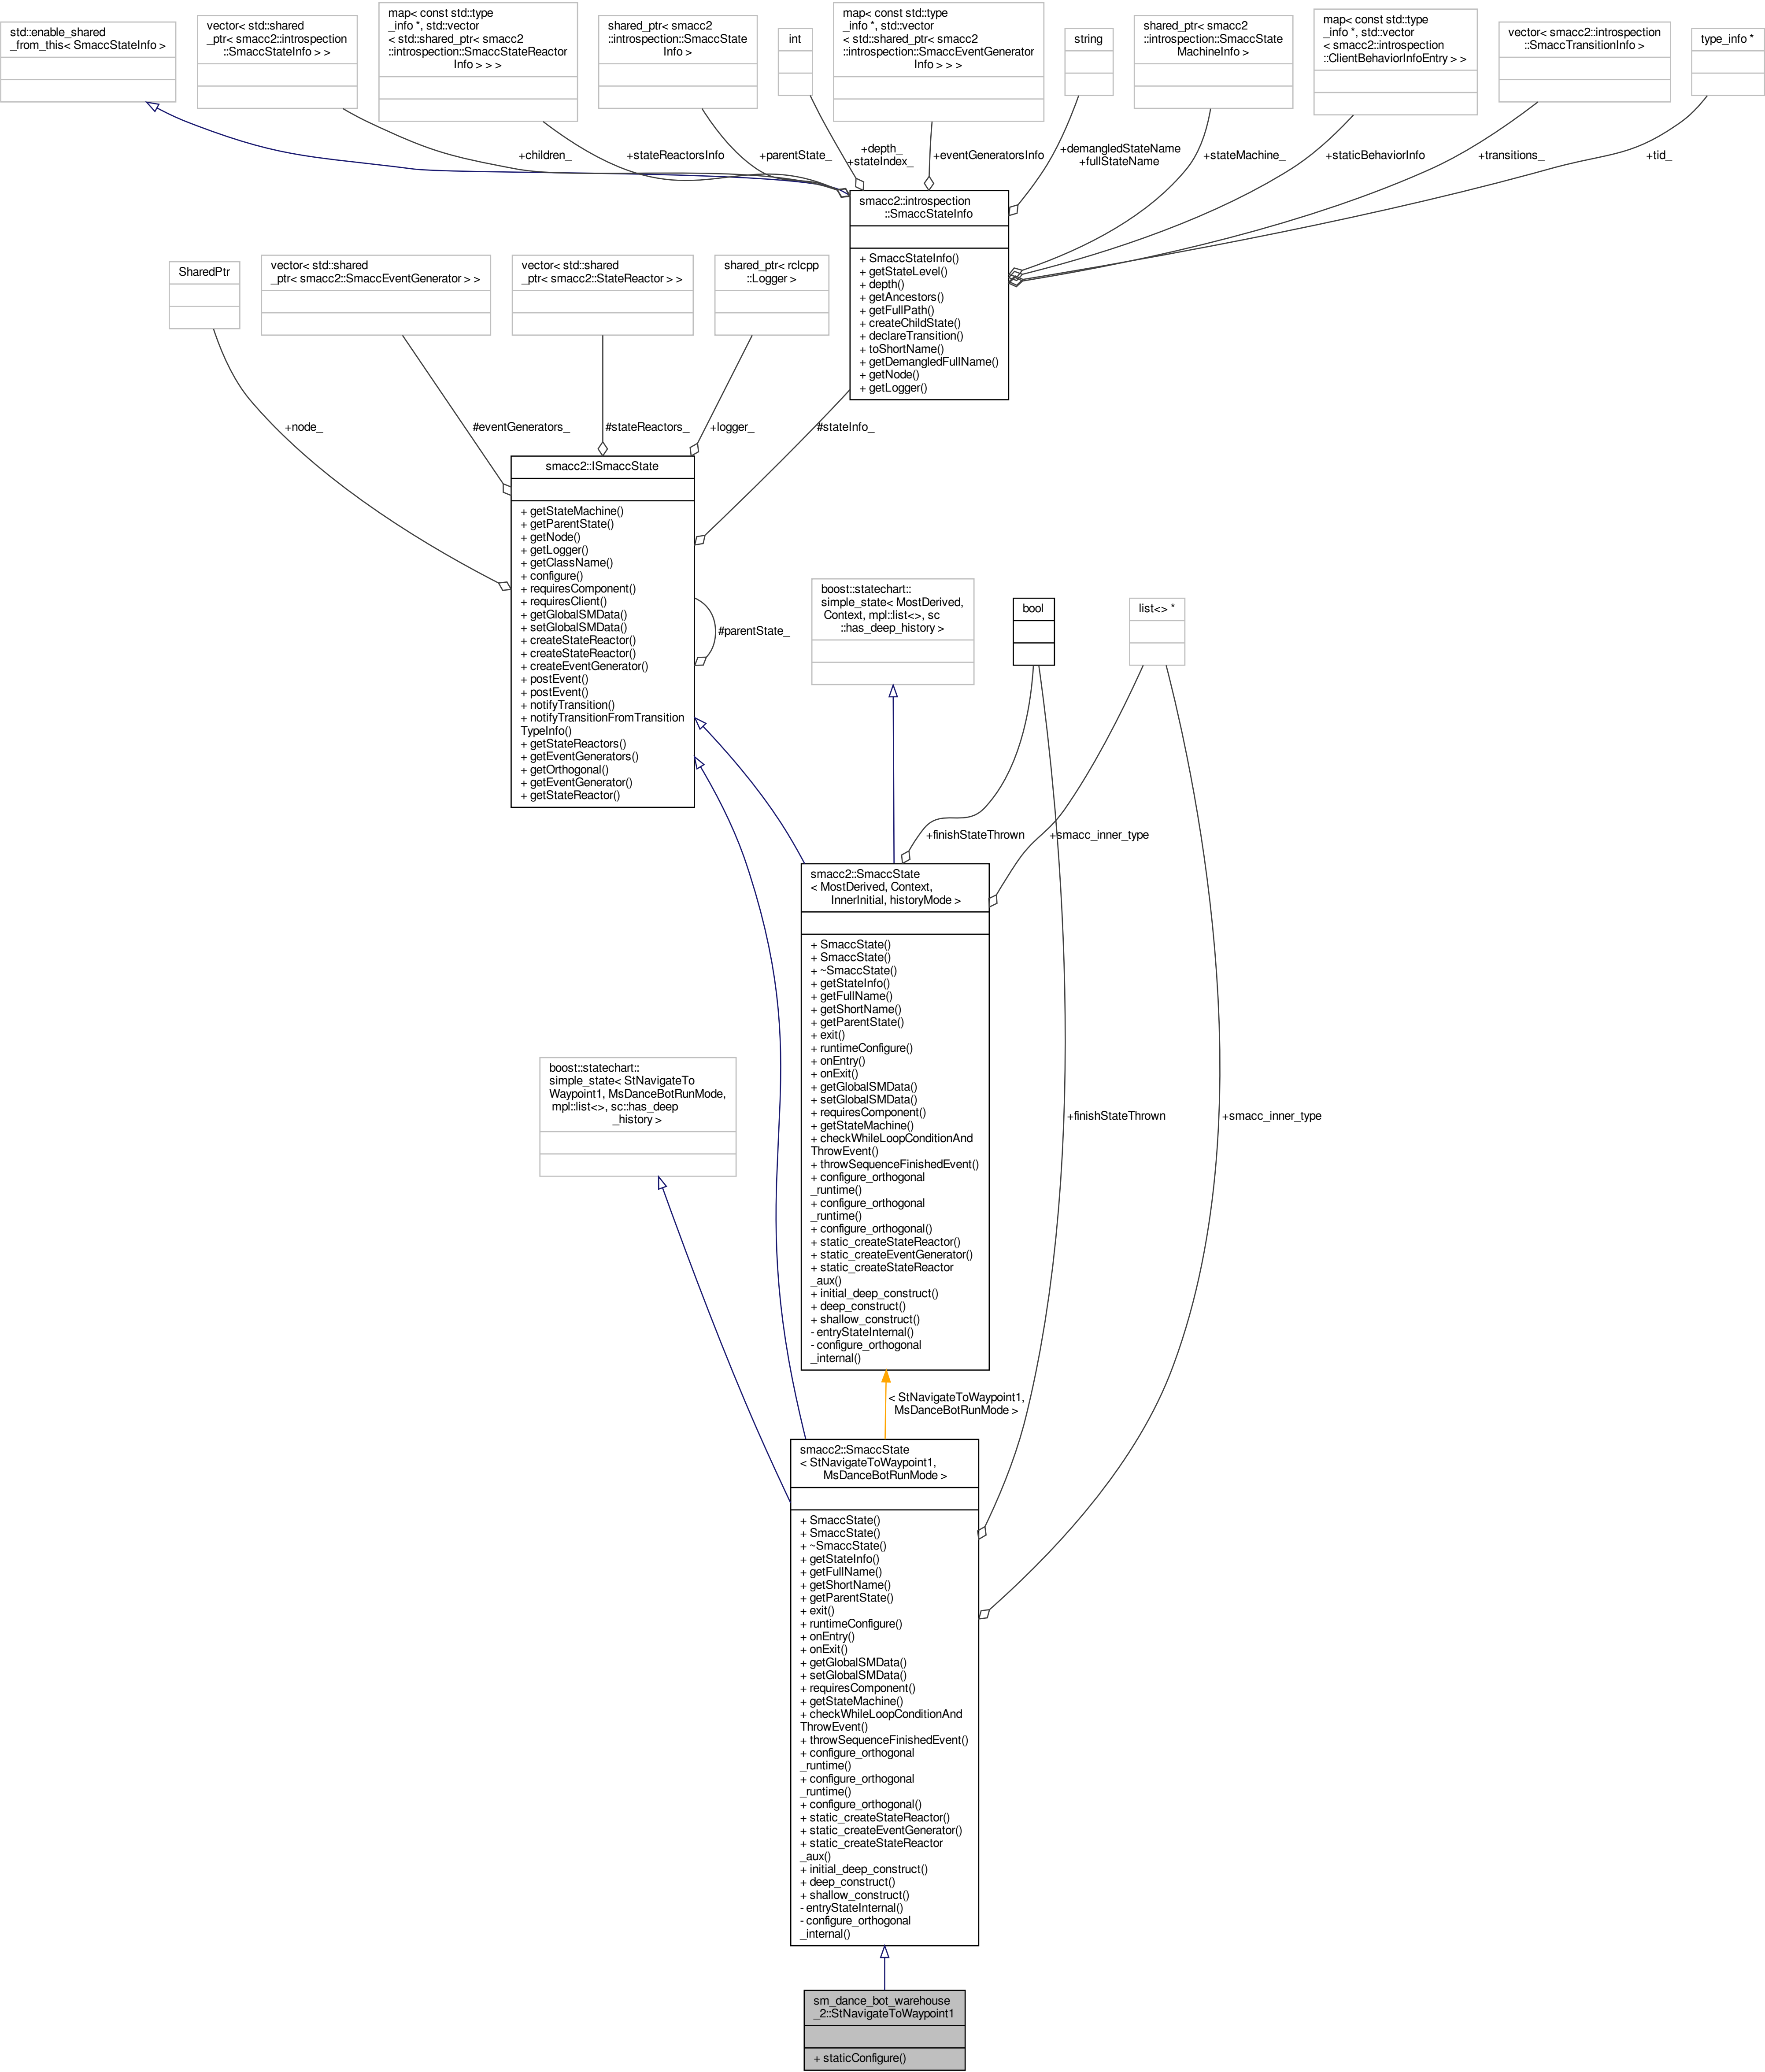 std::enable_shared
_from_this< SmaccStateInfo >
vector< std::shared
_ptr< smacc2::introspection
::SmaccStateInfo > >
map< const std::type
_info *, std::vector
< std::shared_ptr< smacc2
::introspection::SmaccStateReactor
Info > > >
shared_ptr< smacc2
::introspection::SmaccState
Info >
int
map< const std::type
_info *, std::vector
< std::shared_ptr< smacc2
::introspection::SmaccEventGenerator
Info > > >
string
shared_ptr< smacc2
::introspection::SmaccState
MachineInfo >
map< const std::type
_info *, std::vector
< smacc2::introspection
::ClientBehaviorInfoEntry > >
vector< smacc2::introspection
::SmaccTransitionInfo >
type_info *
+children_
+stateReactorsInfo
+parentState_
+depth_
+stateIndex_
+eventGeneratorsInfo
+demangledStateName
+fullStateName
+stateMachine_
+staticBehaviorInfo
+transitions_
+tid_
smacc2::introspection
::SmaccStateInfo
+ SmaccStateInfo()
+ getStateLevel()
+ depth()
+ getAncestors()
+ getFullPath()
+ createChildState()
+ declareTransition()
+ toShortName()
+ getDemangledFullName()
+ getNode()
+ getLogger()
SharedPtr
vector< std::shared
_ptr< smacc2::SmaccEventGenerator > >
vector< std::shared
_ptr< smacc2::StateReactor > >
shared_ptr< rclcpp
::Logger >
+node_
#eventGenerators_
#stateReactors_
+logger_
#stateInfo_
smacc2::ISmaccState
+ getStateMachine()
+ getParentState()
+ getNode()
+ getLogger()
+ getClassName()
+ configure()
+ requiresComponent()
+ requiresClient()
+ getGlobalSMData()
+ setGlobalSMData()
+ createStateReactor()
+ createStateReactor()
+ createEventGenerator()
+ postEvent()
+ postEvent()
+ notifyTransition()
+ notifyTransitionFromTransition
TypeInfo()
+ getStateReactors()
+ getEventGenerators()
+ getOrthogonal()
+ getEventGenerator()
+ getStateReactor()
#parentState_
boost::statechart::
simple_state< MostDerived,
Context, mpl::list<>, sc
::has_deep_history >
bool
list<> *
+finishStateThrown
+smacc_inner_type
smacc2::SmaccState
< MostDerived, Context,
InnerInitial, historyMode >
+ SmaccState()
+ SmaccState()
+ ~SmaccState()
+ getStateInfo()
+ getFullName()
+ getShortName()
+ getParentState()
+ exit()
+ runtimeConfigure()
+ onEntry()
+ onExit()
+ getGlobalSMData()
+ setGlobalSMData()
+ requiresComponent()
+ getStateMachine()
+ checkWhileLoopConditionAnd
ThrowEvent()
+ throwSequenceFinishedEvent()
+ configure_orthogonal
_runtime()
+ configure_orthogonal
_runtime()
+ configure_orthogonal()
+ static_createStateReactor()
+ static_createEventGenerator()
+ static_createStateReactor
_aux()
+ initial_deep_construct()
+ deep_construct()
+ shallow_construct()
- entryStateInternal()
- configure_orthogonal
_internal()
boost::statechart::
simple_state< StNavigateTo
Waypoint1, MsDanceBotRunMode,
mpl::list<>, sc::has_deep
_history >
+finishStateThrown
+smacc_inner_type
< StNavigateToWaypoint1,
MsDanceBotRunMode >
smacc2::SmaccState
< StNavigateToWaypoint1,
MsDanceBotRunMode >
+ SmaccState()
+ SmaccState()
+ ~SmaccState()
+ getStateInfo()
+ getFullName()
+ getShortName()
+ getParentState()
+ exit()
+ runtimeConfigure()
+ onEntry()
+ onExit()
+ getGlobalSMData()
+ setGlobalSMData()
+ requiresComponent()
+ getStateMachine()
+ checkWhileLoopConditionAnd
ThrowEvent()
+ throwSequenceFinishedEvent()
+ configure_orthogonal
_runtime()
+ configure_orthogonal
_runtime()
+ configure_orthogonal()
+ static_createStateReactor()
+ static_createEventGenerator()
+ static_createStateReactor
_aux()
+ initial_deep_construct()
+ deep_construct()
+ shallow_construct()
- entryStateInternal()
- configure_orthogonal
_internal()
sm_dance_bot_warehouse
_2::StNavigateToWaypoint1
+ staticConfigure()